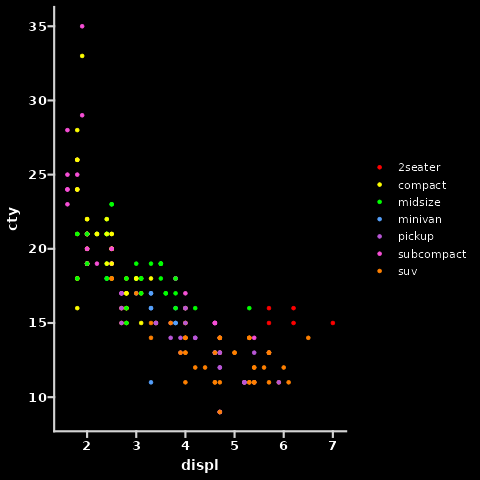 35
30
25
20
15
10
cty
2 3 4 5 6 7
displ
2seater
compact
midsize
minivan
pickup
subcompact
suv